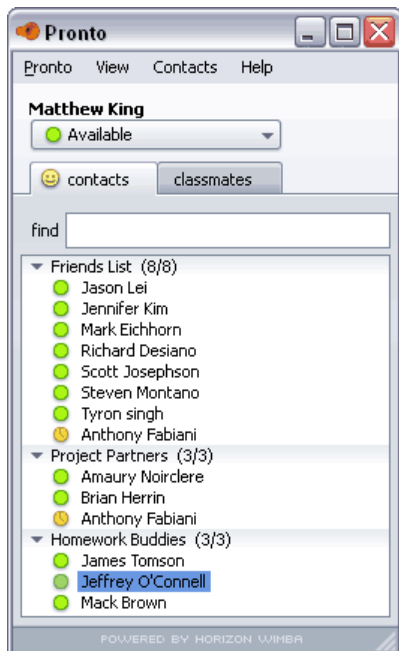 Pronto
Pronto View Contacts Help
Matthew King
Available
contacts classmates
find
Friends List (8/8)
Jason Lei
Jennifer Kim
Mark Eichhorn
Richard Desiano
Scott Josephson
Steven Montano
Tyron singh
Anthony Fabiani
Project Partners (3/3)
Amaury Noirclere
Brian Herrin
Anthony Fabiani
Homework Buddies (3/3)
James Tomson
Jeffrey O'Connell
Mack Brown
POWERED BY HORIZON WIMBA